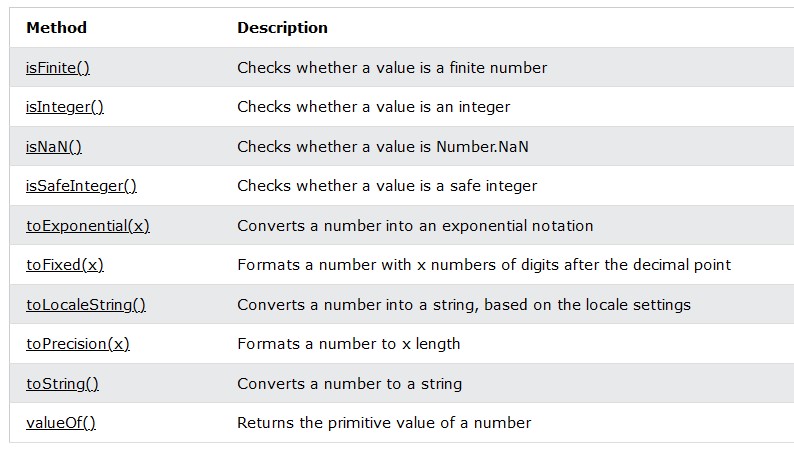 Method Description
isFinite() Checks whether a value is a finite number
isInteger() Checks whether a value is an integer
isNaN() Checks whether a value is Number.NaN
isSafeInteger() Checks whether a value is a safe integer
toExponential(x) Converts a number into an exponential notation
toFixed(x) Formats a number with x numbers of digits after the decimal point
toLocaleString() Converts a number into a string, based on the locale settings
toPrecision(x) Formats a number to x length
toString() Converts a number to a string
valueOf() Returns the primitive value of a number